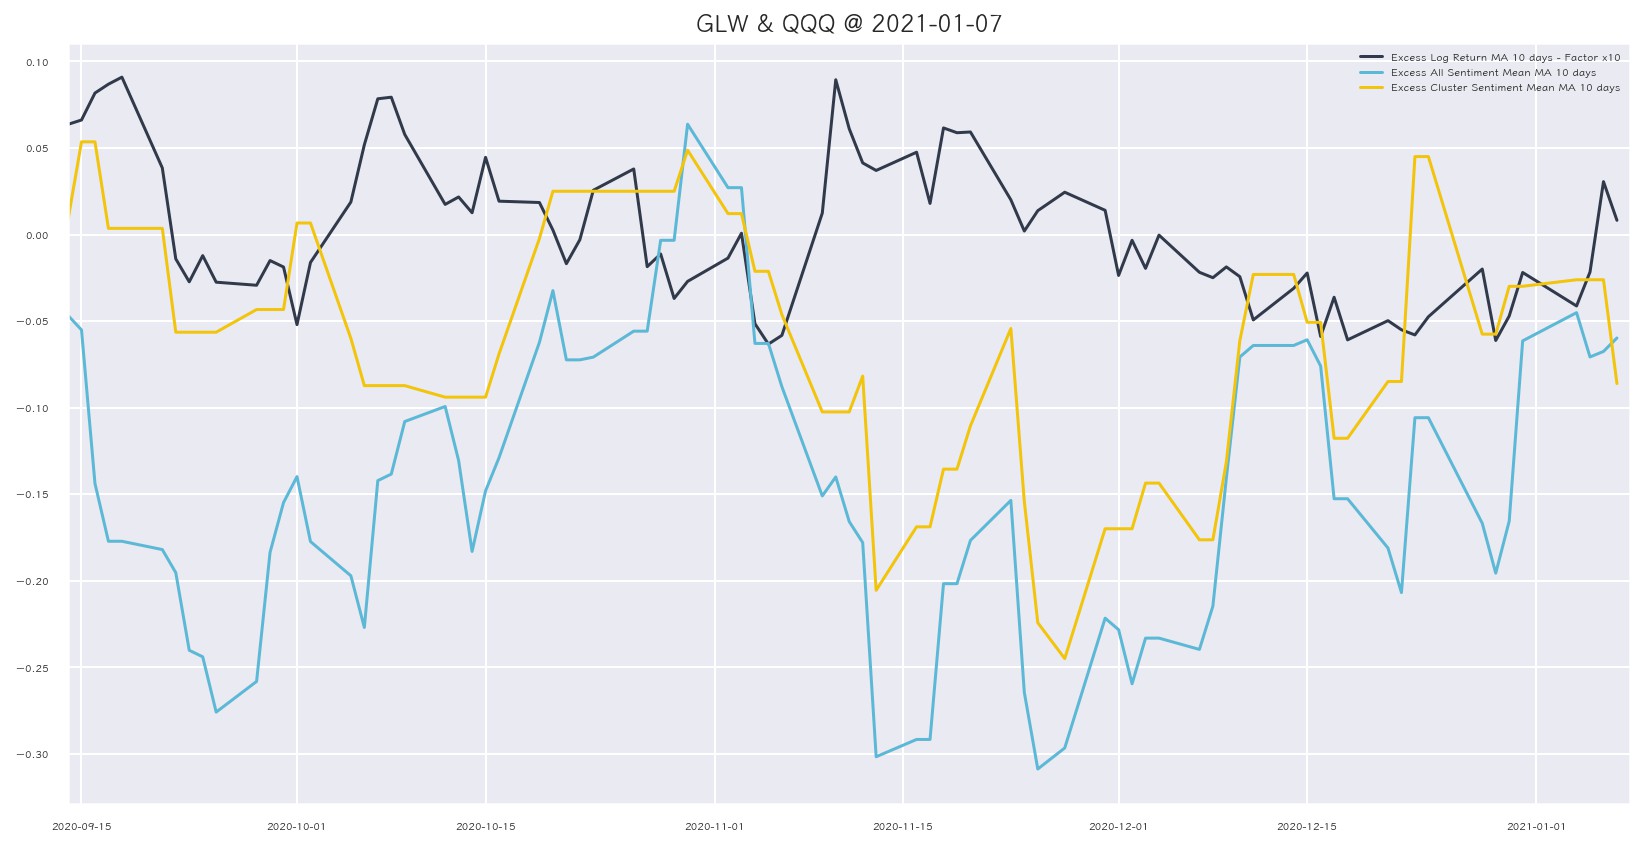 GLW & QQQ @ 2021-01-07
Excess Log Return MA 10 days - Factor x10
Excess All Sentiment Mean MA 10 days
Excess Cluster Sentiment Mean MA 10 days
0.10
0.05
0.00
−0.05
−0.10
−0.15
−0.20
−0.25
−0.30
2020-09-15 2020-10-01 2020-10-15 2020-11-01 2020-11-15 2020-12-01 2020-12-15 2021-01-01